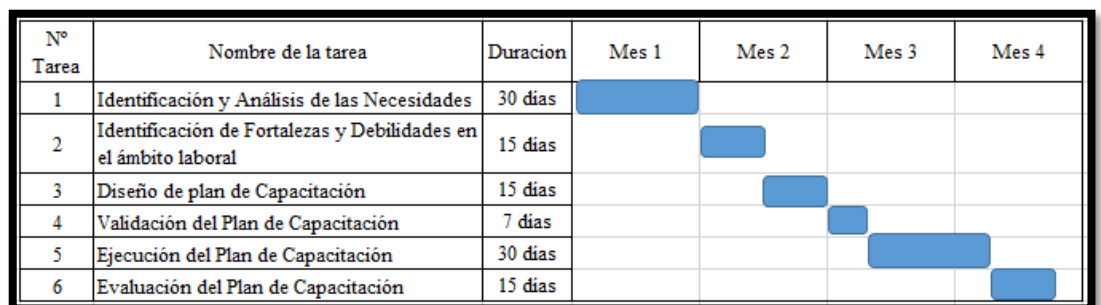 Nº Tarea Nombre de la tarea Duracion Mes 1 Mes 2 Mes 3 Mes 4
1 Identificación y Análisis de las Necesidades 30 días
2 Identificación de Fortalezas y Debilidades en el ámbito laboral 15 días
3 Diseño de plan de Capacitación 15 días
4 Validación del Plan de Capacitación 7 días
5 Ejecución del Plan de Capacitación 30 días
6 Evaluación del Plan de Capacitación 15 días